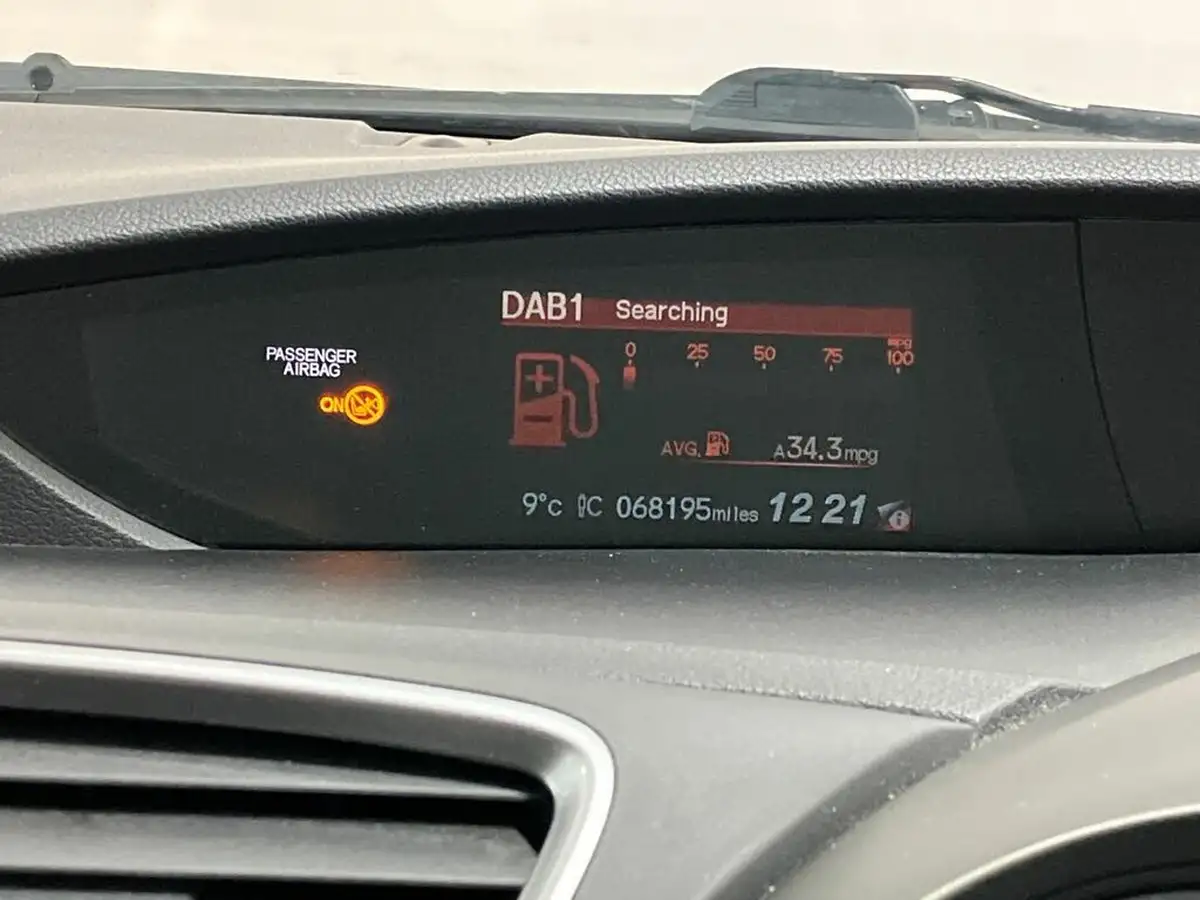 DAB1 Searching
PASSENGER
AIRBAG
ON
mpg
0 25 50 75 100
AVG. A34.3mpg
9°C C 068195miles 12 21 i